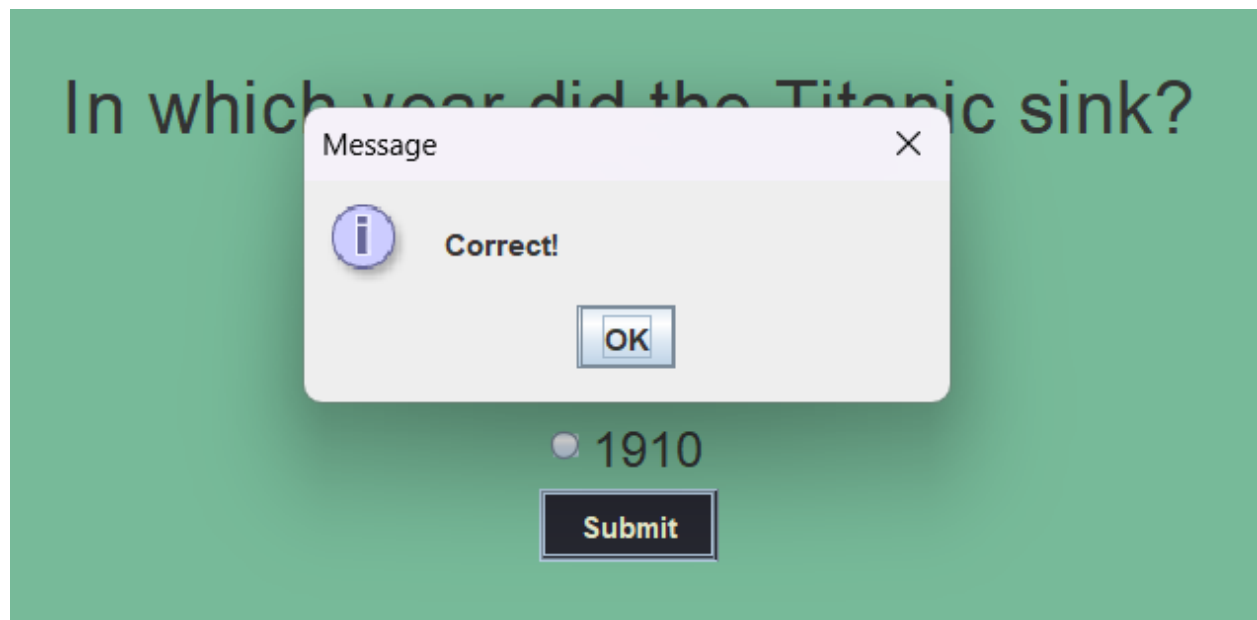 In which year did the Titanic sink?
Message
Correct!
OK
1910
Submit